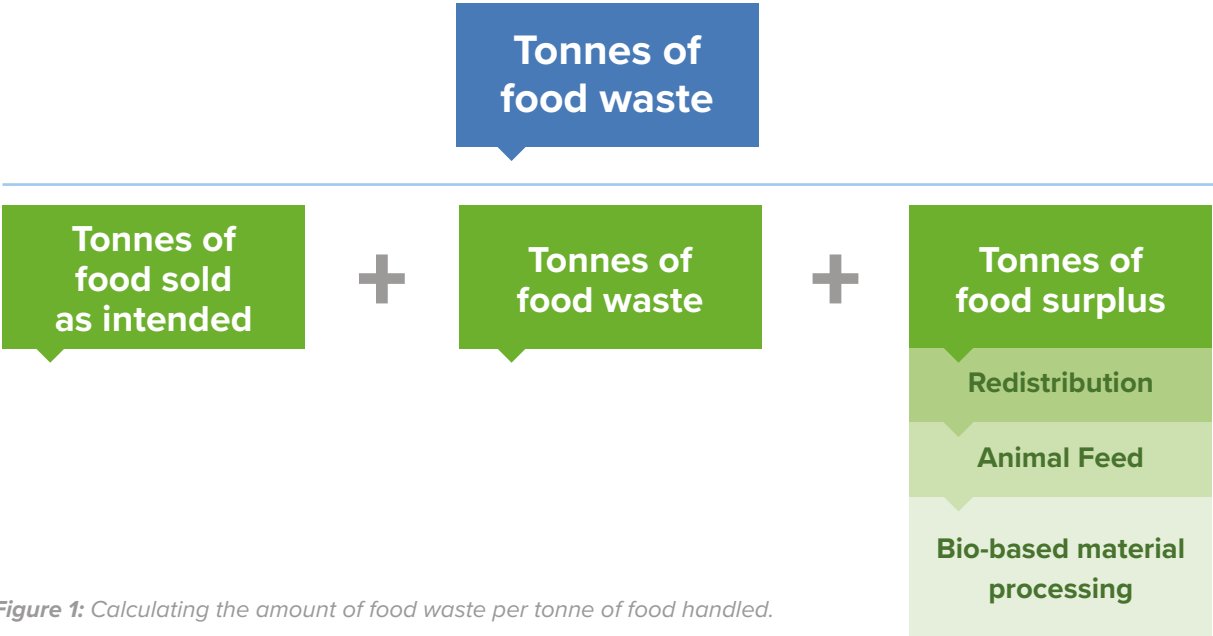 Tonnes of
food waste
Tonnes of
food sold
as intended
+
Tonnes of
food waste
+
Tonnes of
food surplus
Redistribution
Animal Feed
Bio-based material
processing
Figure 1: Calculating the amount of food waste per tonne of food handled.